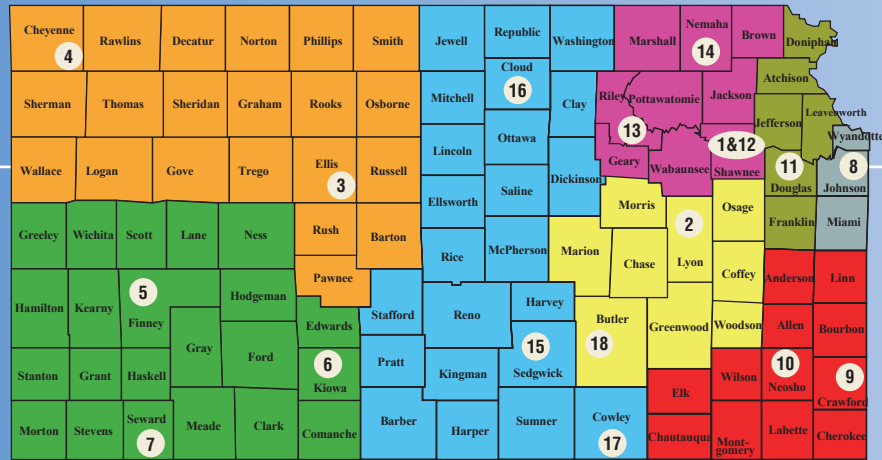 Cheyenne
4
Rawlins
Decatur
Norton
Phillips
Smith
Jewell
Republic
Washington
Marshall
Nemaha
14
Brown
Doniphan
Sherman
Thomas
Sheridan
Graham
Rooks
Osborne
Mitchell
Cloud
16
Clay
Riley
Pottawatomie
13
Jackson
Atchison
Jefferson
Leavenworth
Wyandotte
Wallace
Logan
Gove
Trego
Ellis
3
Russell
Lincoln
Ottawa
Dickinson
Geary
Wabaunsee
1&12
Shawnee
11
Douglas
8
Johnson
Ellsworth
Saline
Morris
Osage
Franklin
Miami
Greeley
Wichita
Scott
Lane
Ness
Rush
Barton
Rice
McPherson
Marion
Chase
2
Lyon
Coffey
Anderson
Linn
Hamilton
Kearny
5
Finney
Hodgeman
Pawnee
Edwards
Stafford
Reno
Harvey
Butler
18
Greenwood
Woodson
Allen
Bourbon
Stanton
Grant
Haskell
Gray
Ford
6
Kiowa
Pratt
Kingman
15
Sedgwick
Elk
Wilson
10
Neosho
9
Crawford
Morton
Stevens
Seward
7
Meade
Clark
Comanche
Barber
Harper
Sumner
Cowley
17
Chautauqua
Mont-
gomery
Labette
Cherokee